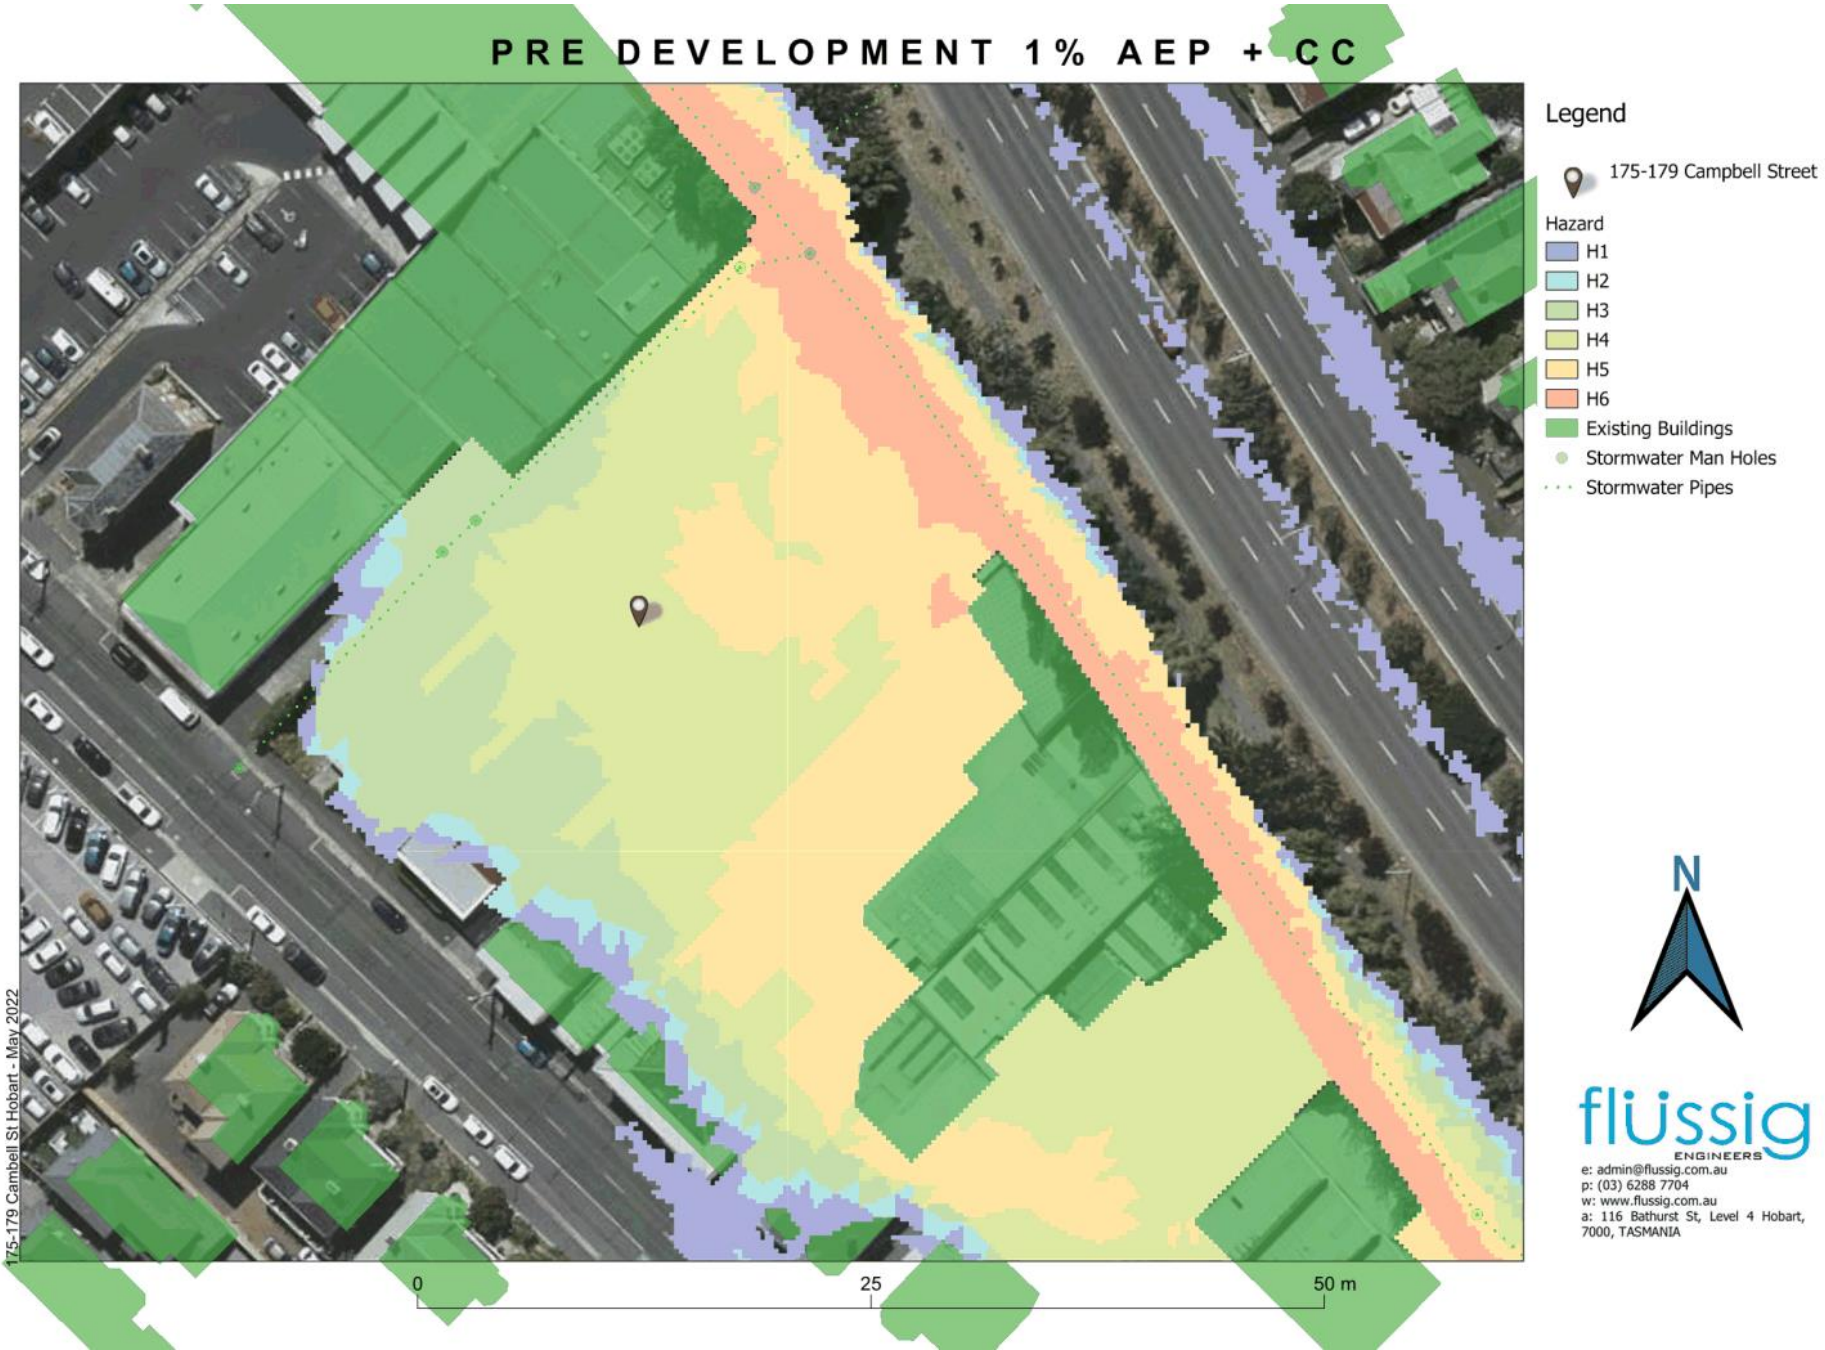 PRE DEVELOPMENT 1% AEP + CC
Legend
175-179 Campbell Street
Hazard
H1
H2
H3
H4
H5
H6
Existing Buildings
Stormwater Man Holes
Stormwater Pipes
N
flüssig
ENGINEERS
e: admin@flussig.com.au
p: (03) 6288 7704
w: www.flussig.com.au
a: 116 Bathurst St, Level 4 Hobart,
7000, TASMANIA
175-179 Cambell St Hobart - May 2022
0 25 50 m